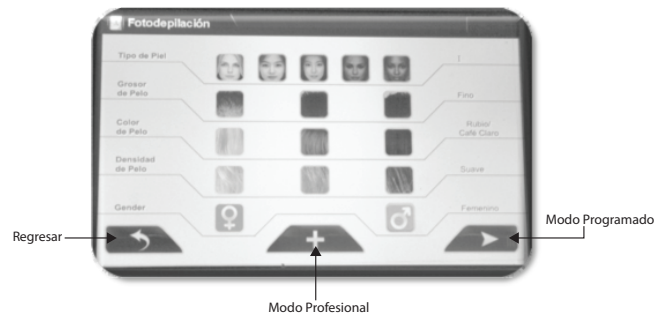 Fotodepilación
Tipo de Piel
I
Grosor
de Pelo
Fino
Color
de Pelo
Rubio/
Café Claro
Densidad
de Pelo
Suave
Gender
Femenino
Regresar
Modo Programado
Modo Profesional